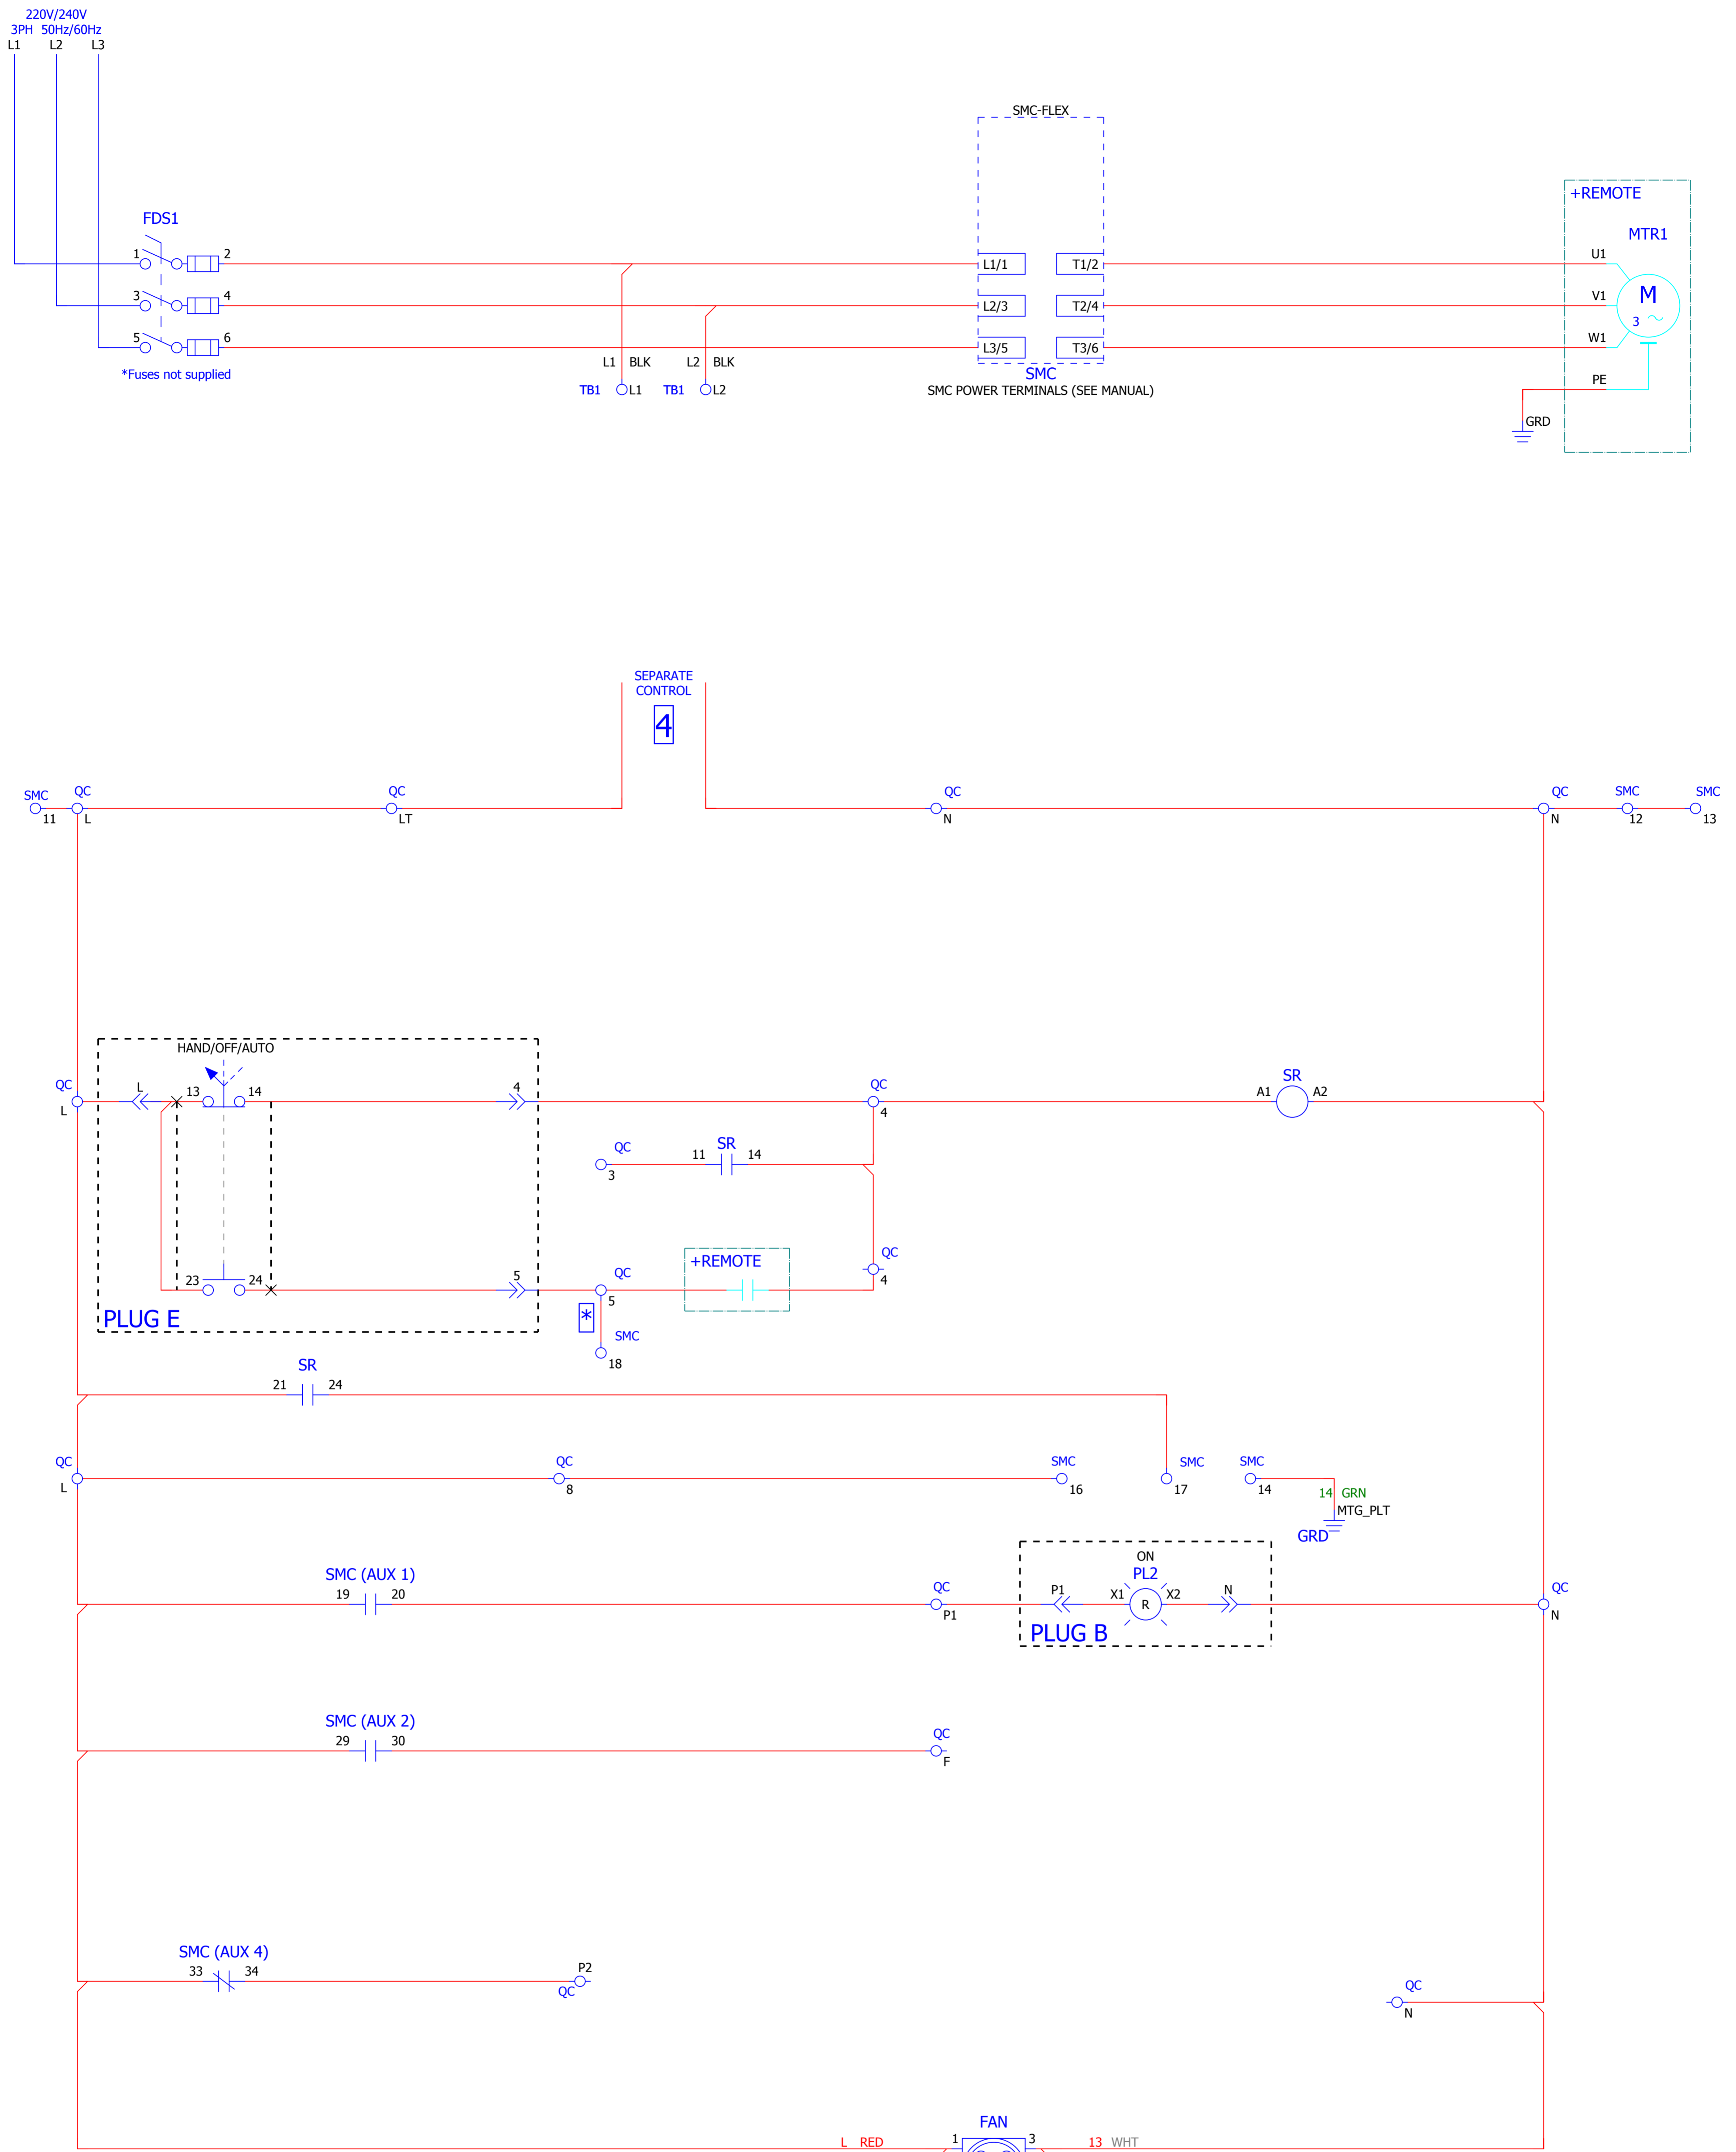 220V/240V
3PH 50Hz/60Hz
L1 L2 L3
SMC-FLEX
+REMOTE
FDS1
MTR1
1 2 L1/1 T1/2 U1
M
3 4 L2/3 T2/4 V1
3
5 6 L3/5 T3/6 W1
L1 BLK L2 BLK
*Fuses not supplied
SMC
PE
TB1 L1 TB1 L2
SMC POWER TERMINALS (SEE MANUAL)
GRD
SEPARATE
CONTROL
4
SMC QC QC QC QC SMC SMC
11 L LT N N 12 13
HAND/OFF/AUTO
SR
QC L 13 14 4 QC A1 A2
L 4
QC SR
11 14
3
QC
+REMOTE
4
23 24 5 QC
5
PLUG E
*
SMC
18
SR
21 24
QC QC SMC SMC SMC
L 8 16 17 14
14 GRN
MTG_PLT
GRD
ON
SMC (AUX 1) PL2
QC QC
19 20 P1 X1 R X2 N
P1 N
PLUG B
SMC (AUX 2)
QC
29 30
F
SMC (AUX 4)
33 34 P2
QC
QC
N
FAN
L RED 1 3 13 WHT